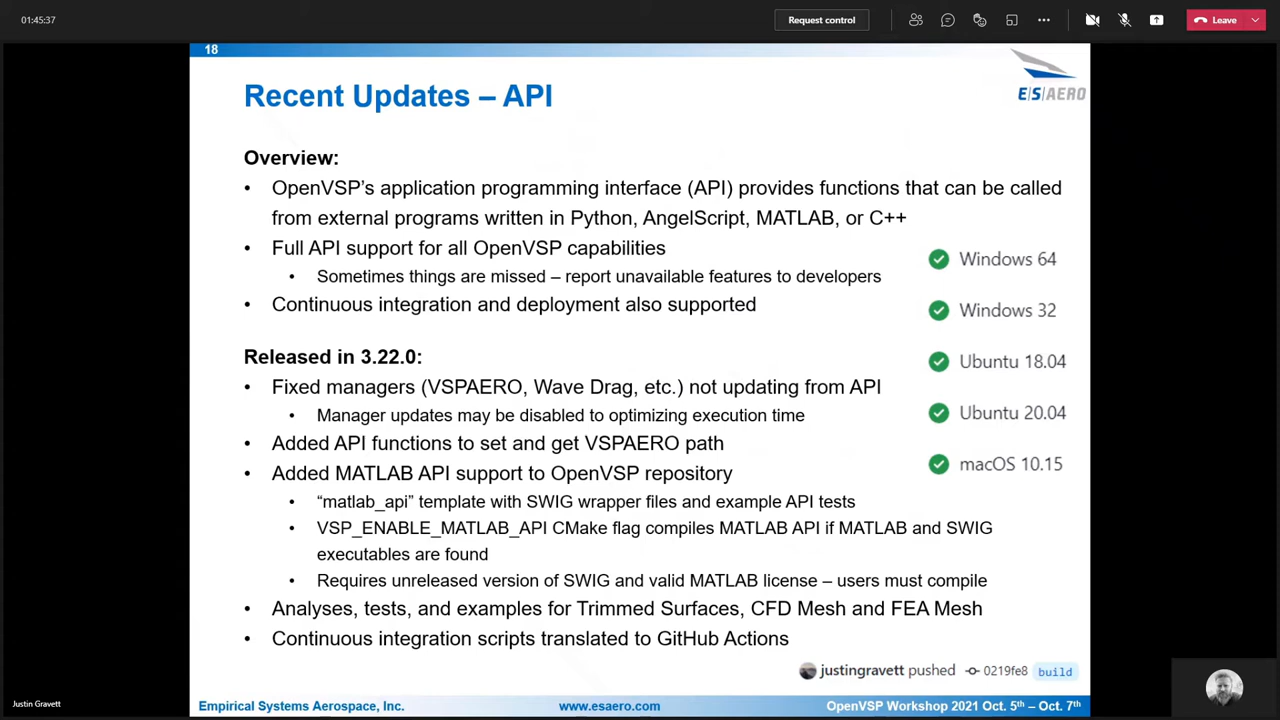 01:45:37
Request control
Leave
18
Recent Updates – API
E|S|AERO
Overview:
• OpenVSP's application programming interface (API) provides functions that can be called
from external programs written in Python, AngelScript, MATLAB, or C++
• Full API support for all OpenVSP capabilities
• Sometimes things are missed – report unavailable features to developers
• Continuous integration and deployment also supported
Windows 64
Windows 32
Ubuntu 18.04
Ubuntu 20.04
macOS 10.15
Released in 3.22.0:
• Fixed managers (VSPAERO, Wave Drag, etc.) not updating from API
• Manager updates may be disabled to optimizing execution time
• Added API functions to set and get VSPAERO path
• Added MATLAB API support to OpenVSP repository
• “matlab_api” template with SWIG wrapper files and example API tests
• VSP_ENABLE_MATLAB_API CMake flag compiles MATLAB API if MATLAB and SWIG
executables are found
• Requires unreleased version of SWIG and valid MATLAB license – users must compile
• Analyses, tests, and examples for Trimmed Surfaces, CFD Mesh and FEA Mesh
• Continuous integration scripts translated to GitHub Actions
justingravett pushed 0219fe8 build
Empirical Systems Aerospace, Inc. www.esaero.com OpenVSP Workshop 2021 Oct. 5th – Oct. 7th
Justin Gravett